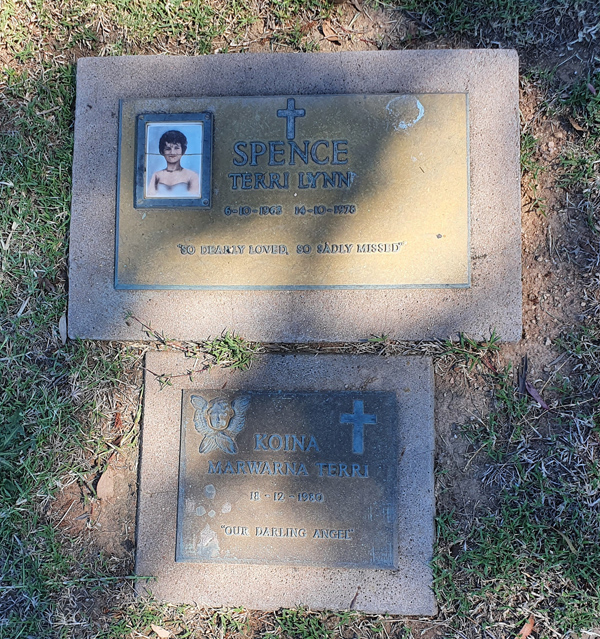 SPENCE
TERRI LYNN
6-10-1963 14-10-1978
"SO DEARLY LOVED, SO SADLY MISSED"
KOINA
MARWARNA TERRI
18-12-1980
"OUR DARLING ANGEL"